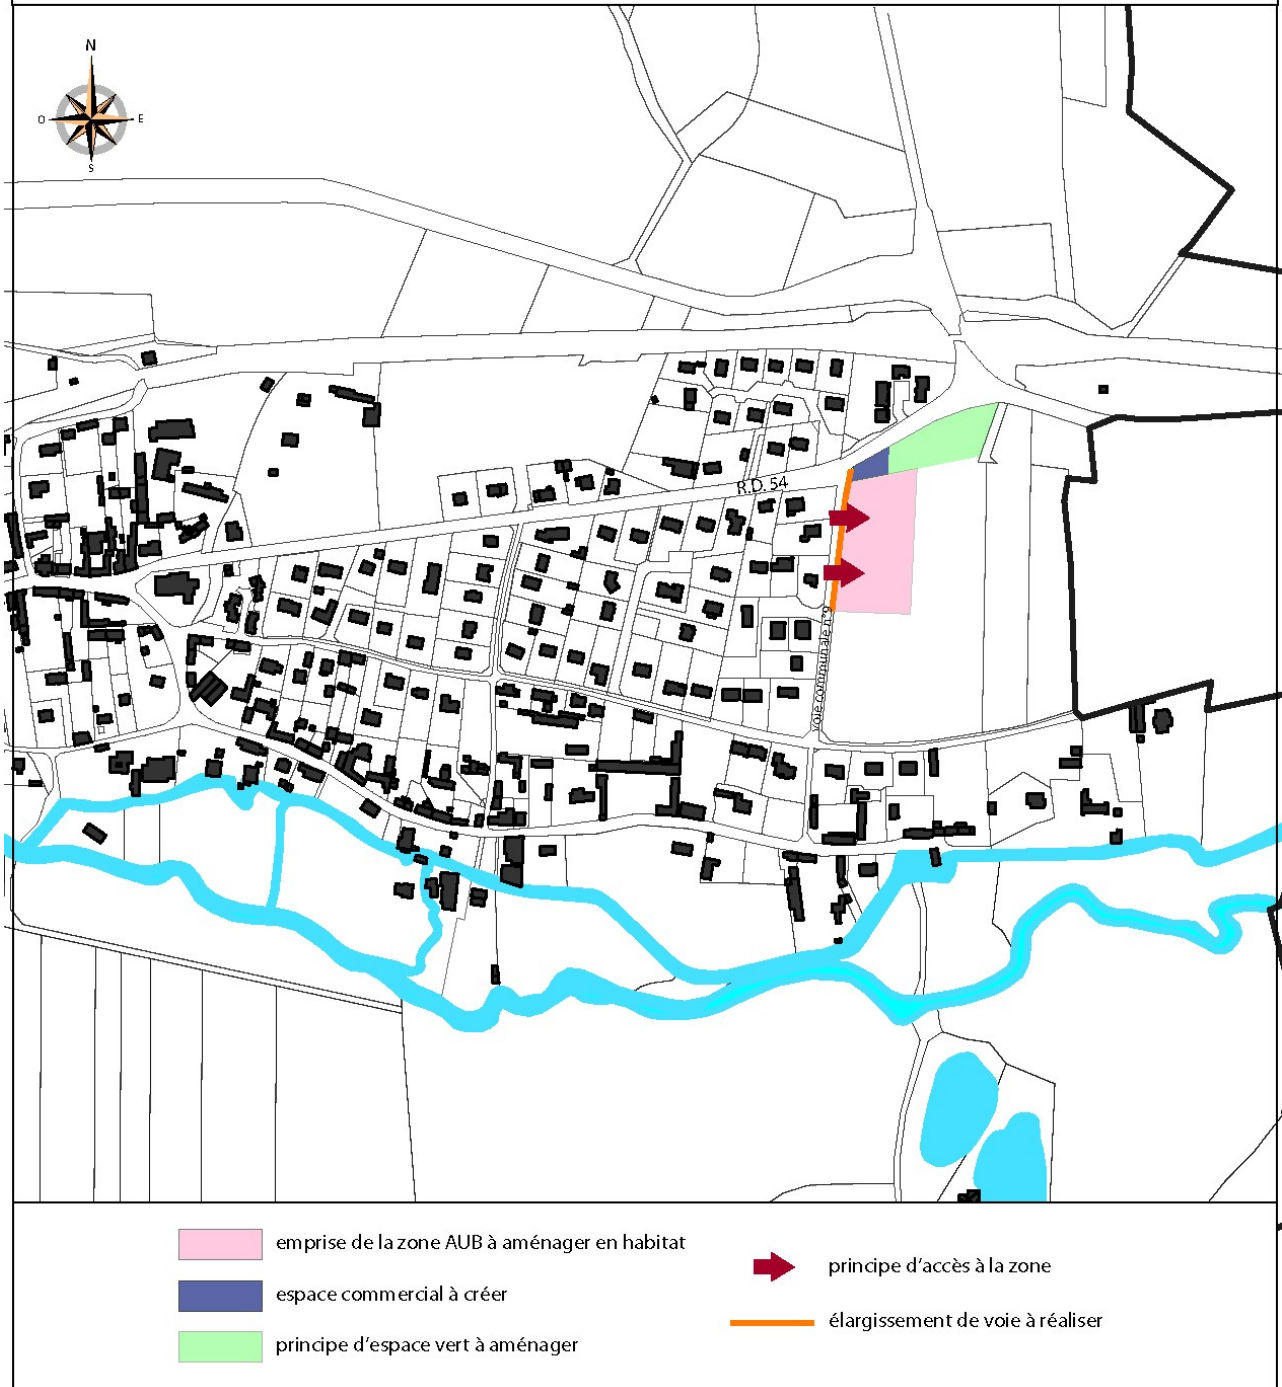 N
O
E
S
R.D. 54
voie communale n°9
emprise de la zone AUB à aménager en habitat
espace commercial à créer
principe d'espace vert à aménager
principe d'accès à la zone
élargissement de voie à réaliser